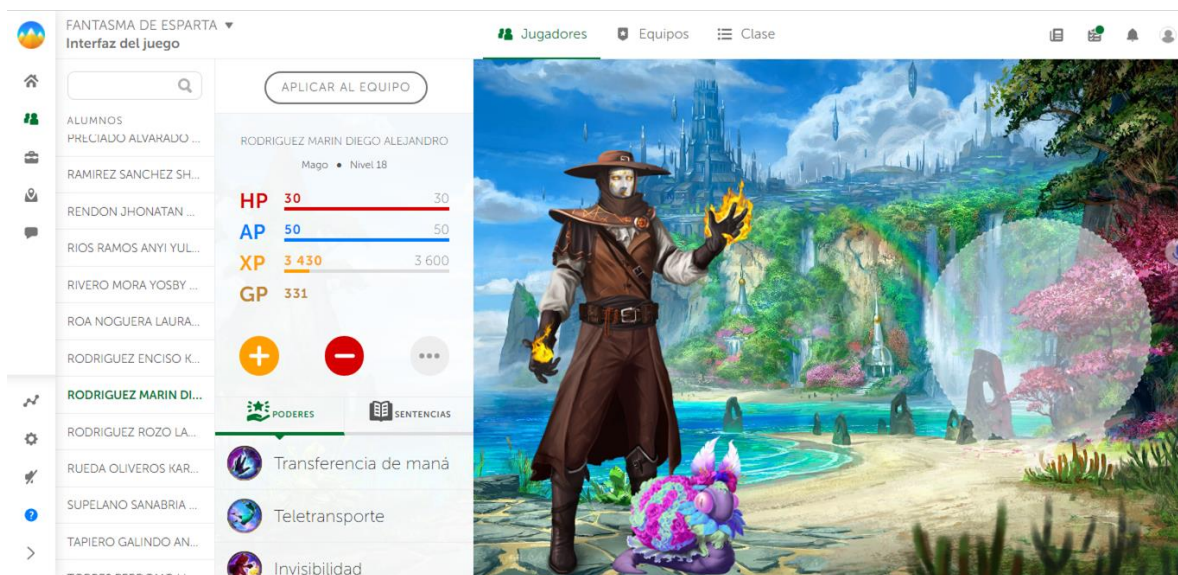 FANTASMA DE ESPARTA
Interfaz del juego
Jugadores
Equipos
Clase
ALUMNOS
PRECIADO ALVARADO ...
RAMIREZ SANCHEZ SH...
RENDON JHONATAN ...
RIOS RAMOS ANYI YUL...
RIVERO MORA YOSBY ...
ROA NOGUERA LAURA...
RODRIGUEZ ENCISO K...
RODRIGUEZ MARIN DI...
RODRIGUEZ ROZO LA...
RUEDA OLIVEROS KAR...
SUPELANO SANABRIA ...
TAPIERO GALINDO AN...
APLICAR AL EQUIPO
RODRIGUEZ MARIN DIEGO ALEJANDRO
Mago • Nivel 18
HP 30 30
AP 50 50
XP 3 430 3 600
GP 331
PODERES
SENTENCIAS
Transferencia de maná
Teletransporte
Invisibilidad